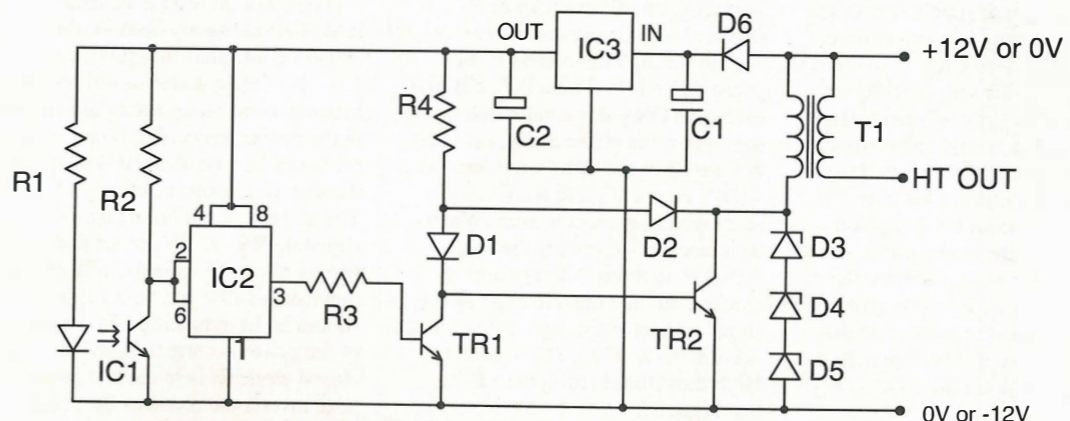 D6
OUT
IC3
IN
+12V or 0V
R4
C2
C1
T1
R1
R2
4
8
HT OUT
2
IC2
6
3
R3
D1
D2
D3
D4
TR1
TR2
D5
IC1
1
0V or -12V